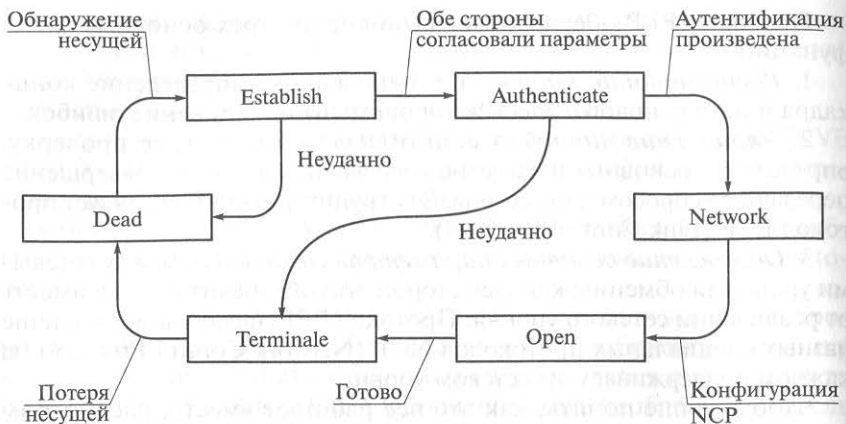 Обнаружение
несущей
Обе стороны
согласовали параметры
Аутентификация
произведена
Establish
Authenticate
Неудачно
Dead
Неудачно
Network
Terminale
Open
Потеря
несущей
Готово
Конфигурация
NCP